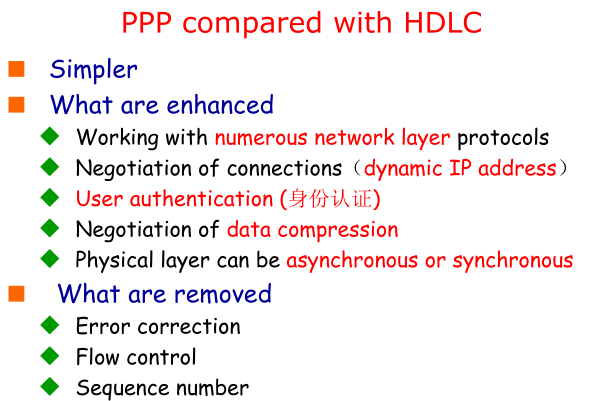 PPP compared with HDLC
Simpler
What are enhanced
Working with numerous network layer protocols
Negotiation of connections（dynamic IP address）
User authentication (身份认证)
Negotiation of data compression
Physical layer can be asynchronous or synchronous
What are removed
Error correction
Flow control
Sequence number